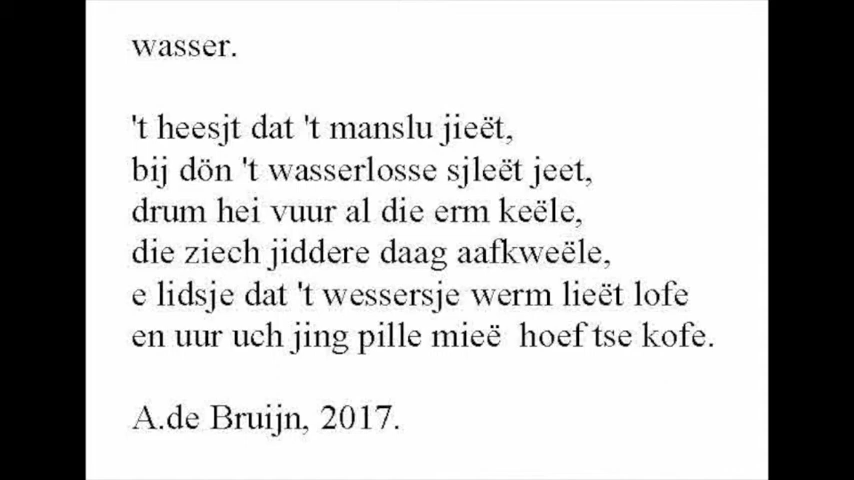 wasser.
't heesjt dat 't manslu jieët,
bij dön 't wasserlosse sjleët jeet,
drum hei vuur al die erm keële,
die ziech jiddere daag aafkweële,
e lidsje dat 't wessersje werm lieët lofe
en uur uch jing pille mieë hoef tse kofe.
A.de Bruijn, 2017.